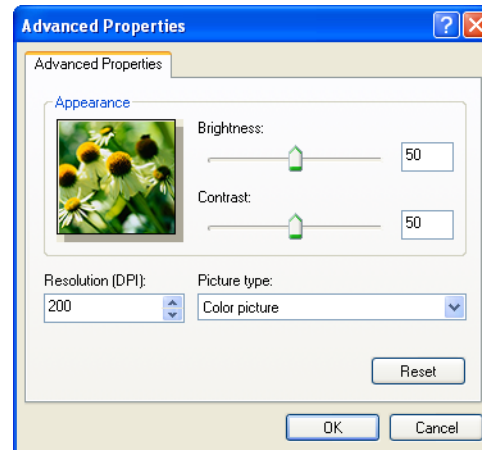 Advanced Properties
Advanced Properties
Appearance
Brightness:
50
Contrast:
50
Resolution (DPI):
Picture type:
200
Color picture
Reset
OK
Cancel